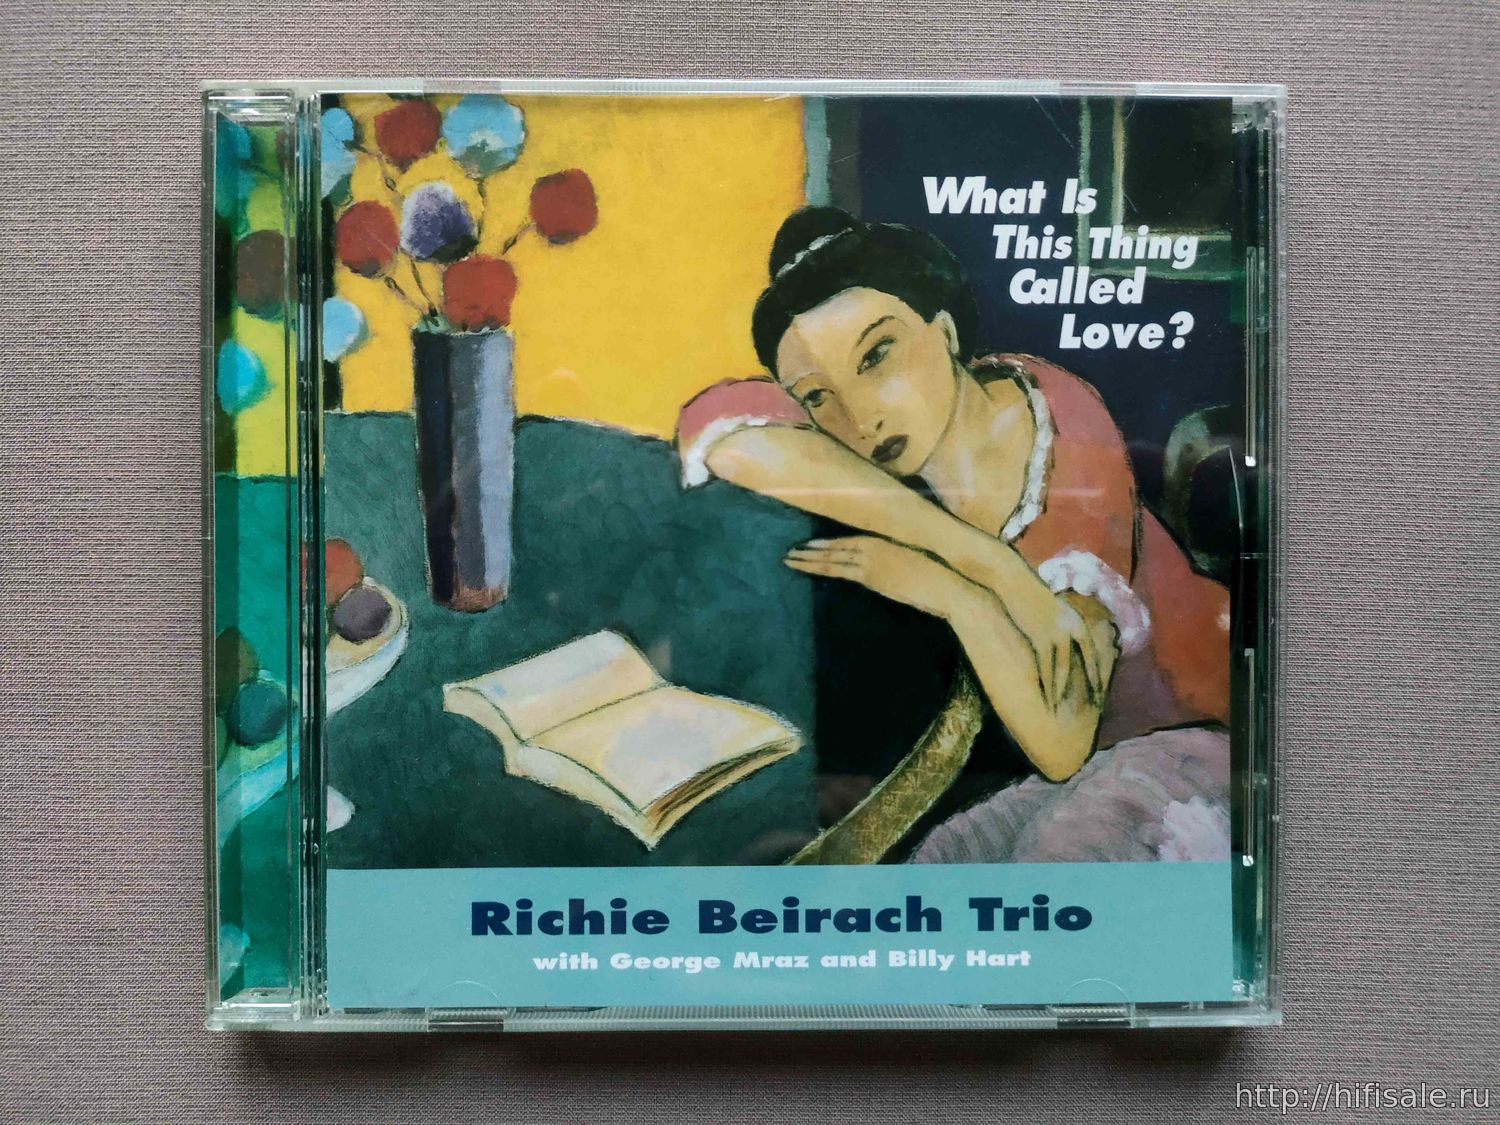 What Is
This Thing
Called
Love?
Richie Beirach Trio
with George Mraz and Billy Hart
http://hifisale.ru